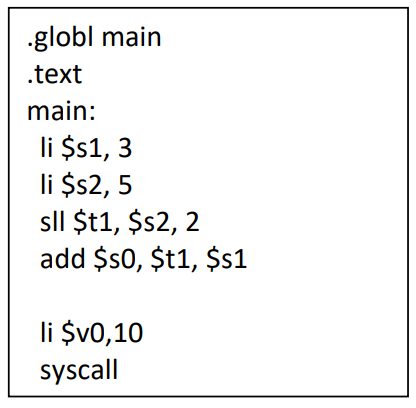 .globl main
.text
main:
li $s1, 3
li $s2, 5
sll $t1, $s2, 2
add $s0, $t1, $s1
li $v0,10
syscall